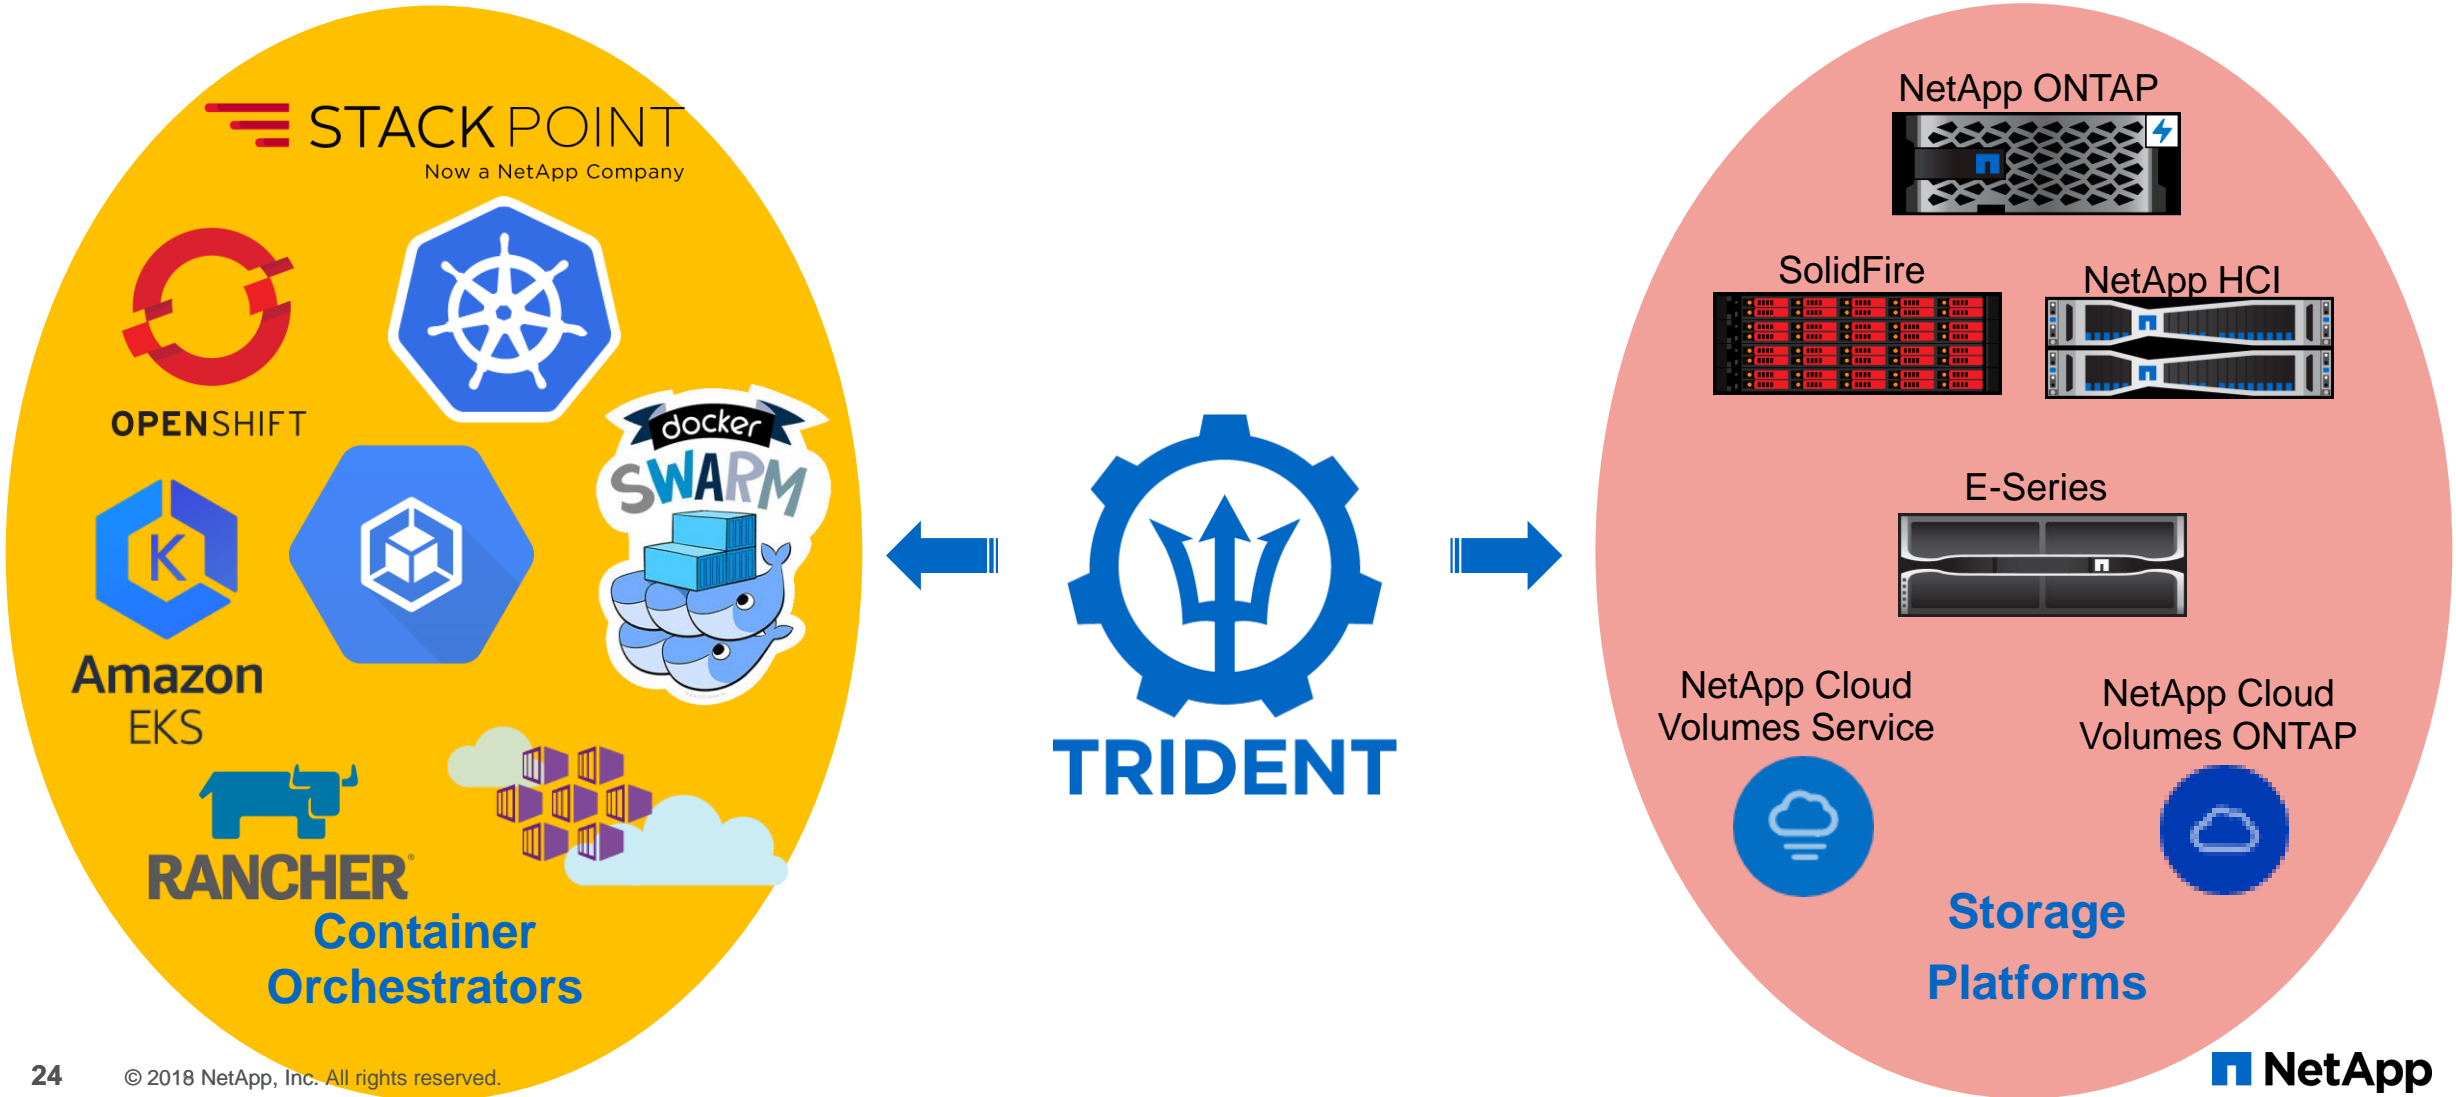 STACKPOINT
Now a NetApp Company
OPENSHIFT
docker
SWARM
K
Amazon
EKS
RANCHER®
Container
Orchestrators
TRIDENT
NetApp ONTAP
SolidFire
NetApp HCI
E-Series
NetApp Cloud
Volumes Service
NetApp Cloud
Volumes ONTAP
Storage
Platforms
24
© 2018 NetApp, Inc. All rights reserved.
NetApp